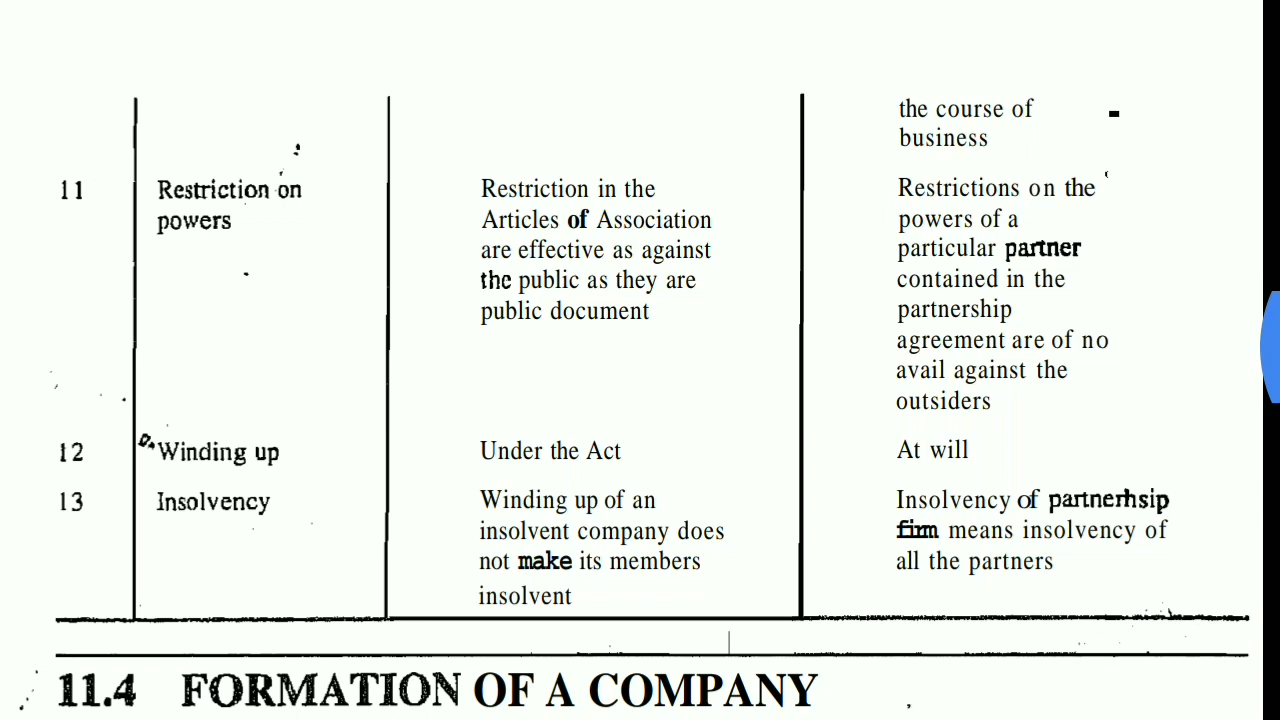 the course of
business
11
Restriction on
powers
Restriction in the
Articles of Association
are effective as against
the public as they are
public document
Restrictions on the
powers of a
particular partner
contained in the
partnership
agreement are of no
avail against the
outsiders
12
Winding up
Under the Act
At will
13
Insolvency
Winding up of an
insolvent company does
not make its members
insolvent
Insolvency of partnerhsip
firm means insolvency of
all the partners
11.4 FORMATION OF A COMPANY